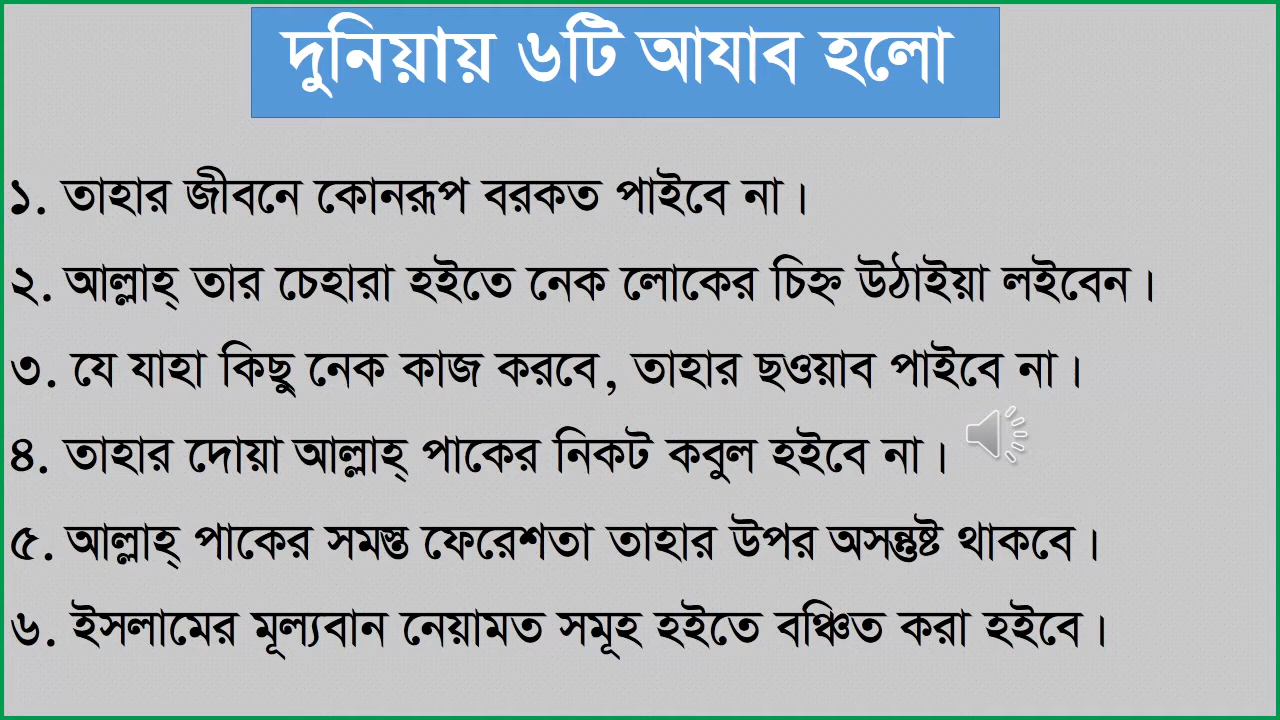 দুনিয়ায় ৬টি আযাব হলো
১. তাহার জীবনে কোনরূপ বরকত পাইবে না।
২. আল্লাহ্ তার চেহারা হইতে নেক লোকের চিহ্ন উঠাইয়া লইবেন।
৩. যে যাহা কিছু নেক কাজ করবে, তাহার ছওয়াব পাইবে না।
৪. তাহার দোয়া আল্লাহ্ পাকের নিকট কবুল হইবে না।
৫. আল্লাহ্ পাকের সমস্ত ফেরেশতা তাহার উপর অসন্তুষ্ট থাকবে।
৬. ইসলামের মূল্যবান নেয়ামত সমূহ হইতে বঞ্চিত করা হইবে।